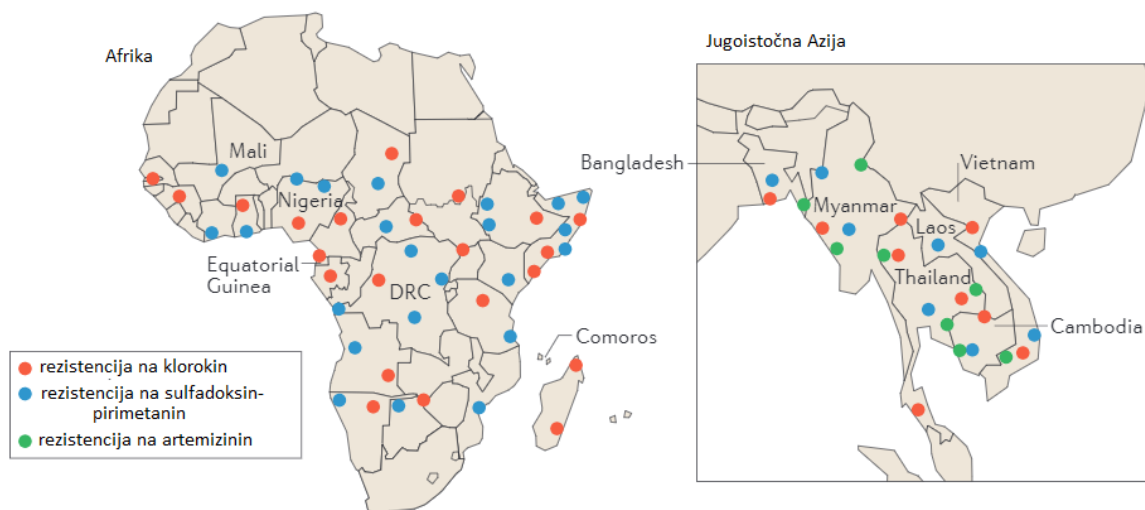 Afrika
Mali
Nigeria
Equatorial
Guinea
DRC
Comoros
rezistencija na klorokin
rezistencija na sulfadoksin-
pirimetanin
rezistencija na artemizinin
Jugoistočna Azija
Bangladesh
Vietnam
Myanmar
Laos
Thailand
Cambodia